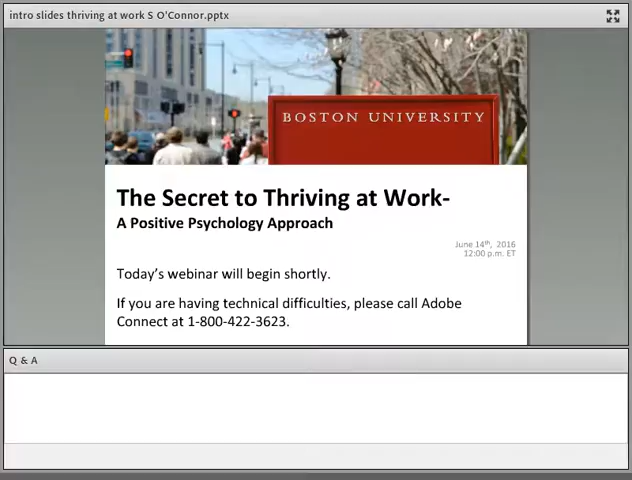 intro slides thriving at work S O'Connor.pptx
BOSTON UNIVERSITY
The Secret to Thriving at Work-
A Positive Psychology Approach
June 14th, 2016
12:00 p.m. ET
Today's webinar will begin shortly.
If you are having technical difficulties, please call Adobe
Connect at 1-800-422-3623.
Q & A